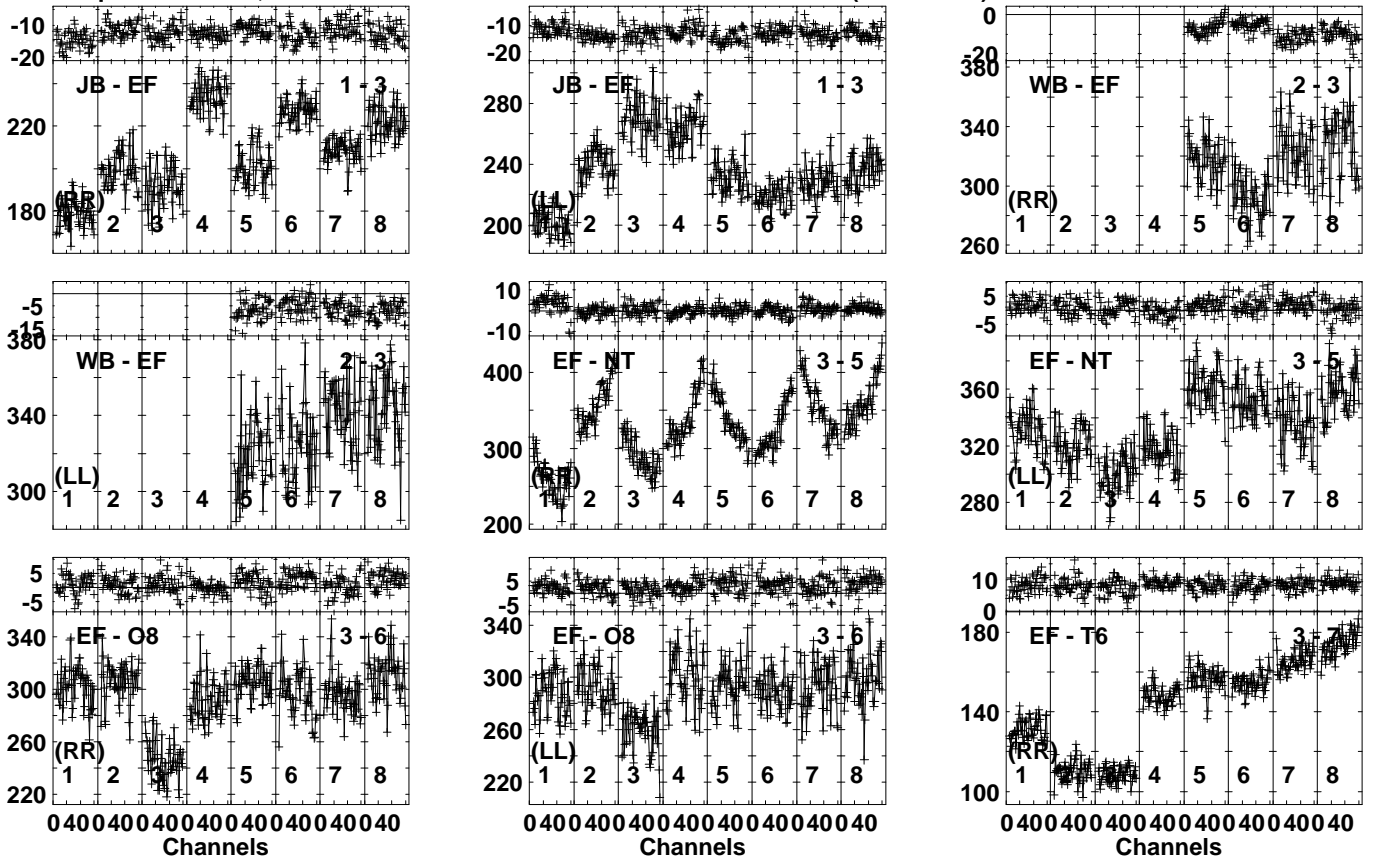 -10 -10 0
-20 -20 -20
JB - EF 1 - 3 JB - EF 1 - 3 380 WB - EF 2 - 3
220 280 340
240 300
(RR) (LL) (RR)
180 1 2 3 4 5 6 7 8 200 1 2 3 4 5 6 7 8 260 1 2 3 4 5 6 7 8
-5 10 5
-15 -10 -5
380 WB - EF 2 - 3 400 EF - NT 3 - 5 EF - NT 3 - 5
340 300 360
320
(LL) (RR) (LL)
300 1 2 3 4 5 6 7 8 200 1 2 3 4 5 6 7 8 280 1 2 3 4 5 6 7 8
5 5 10
-5 -5 0
340 EF - O8 3 - 6 340 EF - O8 3 - 6 180 EF - T6 3 - 7
300 300 140
260 260
(RR) (LL) (RR)
220 1 2 3 4 5 6 7 8 220 1 2 3 4 5 6 7 8 100 1 2 3 4 5 6 7 8
0 40 0 40 0 40 0 40 0 40 0 40 0 40 0 40 0 40 0 40 0 40 0 40 0 40 0 40 0 40 0 40 0 40 0 40 0 40 0 40 0 40 0 40 0 40 0 40
Channels Channels Channels